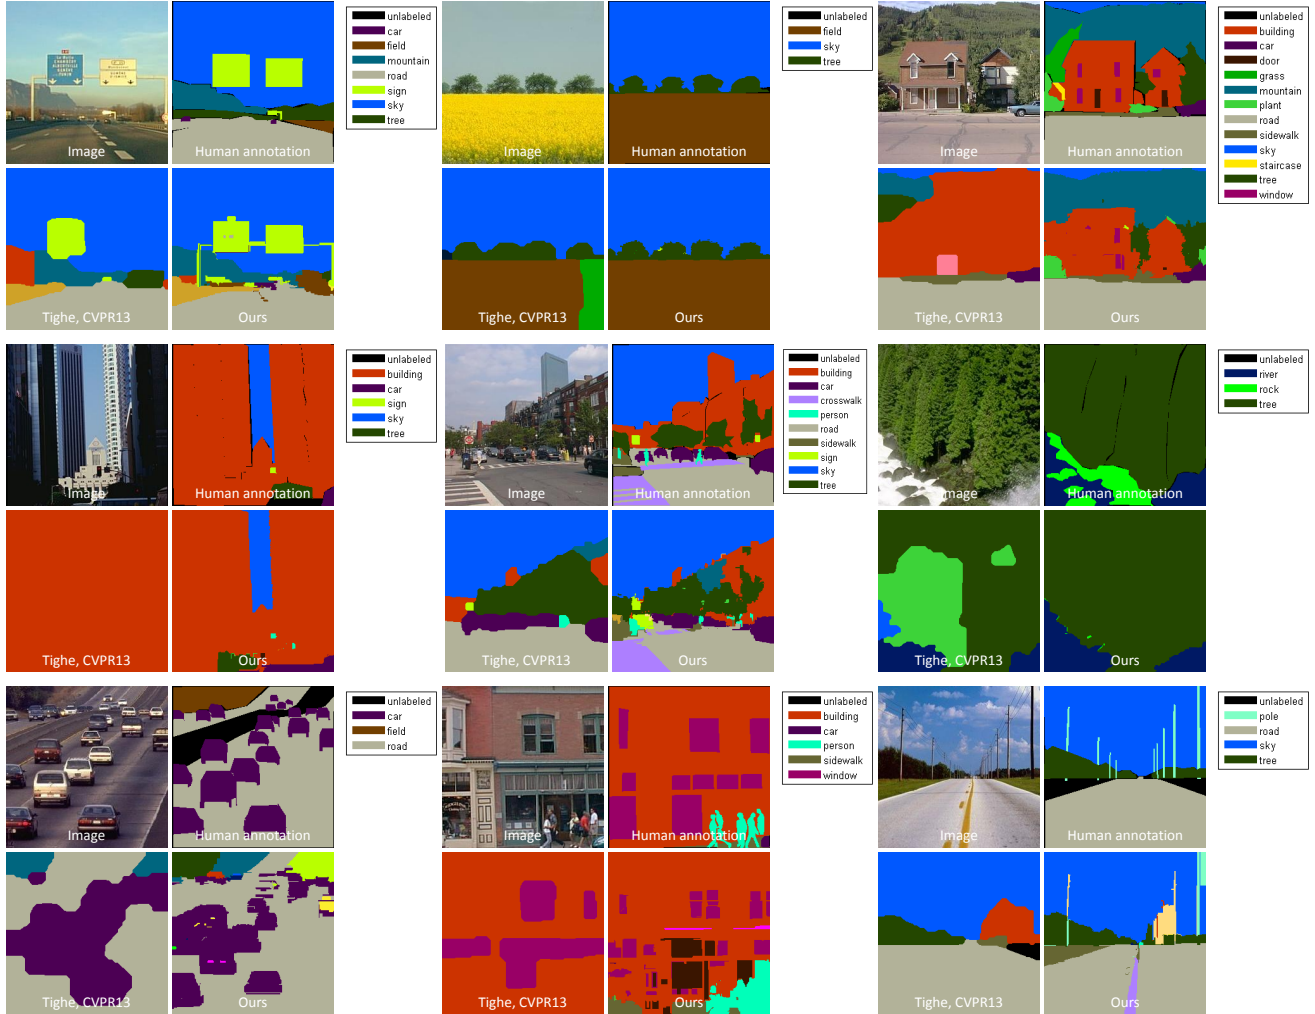 Image
Human annotation
unlabeled
car
field
mountain
road
sign
sky
tree
Tighe, CVPR13
Ours
Image
Human annotation
unlabeled
field
sky
tree
Tighe, CVPR13
Ours
Image
Human annotation
unlabeled
building
car
door
grass
mountain
plant
road
sidewalk
sky
staircase
tree
window
Tighe, CVPR13
Ours
Image
Human annotation
unlabeled
building
car
sign
sky
tree
Tighe, CVPR13
Ours
Image
Human annotation
unlabeled
building
car
crosswalk
person
road
sidewalk
sign
sky
tree
Tighe, CVPR13
Ours
Image
Human annotation
unlabeled
river
rock
tree
Tighe, CVPR13
Ours
Image
Human annotation
unlabeled
car
field
road
Tighe, CVPR13
Ours
Image
Human annotation
unlabeled
building
car
person
sidewalk
window
Tighe, CVPR13
Ours
Image
Human annotation
unlabeled
pole
road
sky
tree
Tighe, CVPR13
Ours